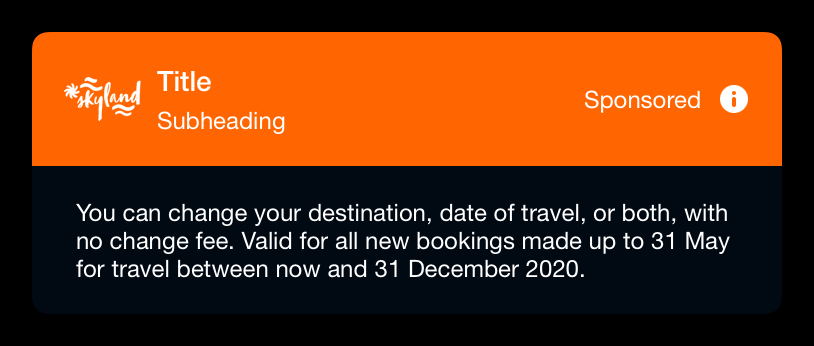 skyland
Title
Subheading
Sponsored
You can change your destination, date of travel, or both, with
no change fee. Valid for all new bookings made up to 31 May
for travel between now and 31 December 2020.